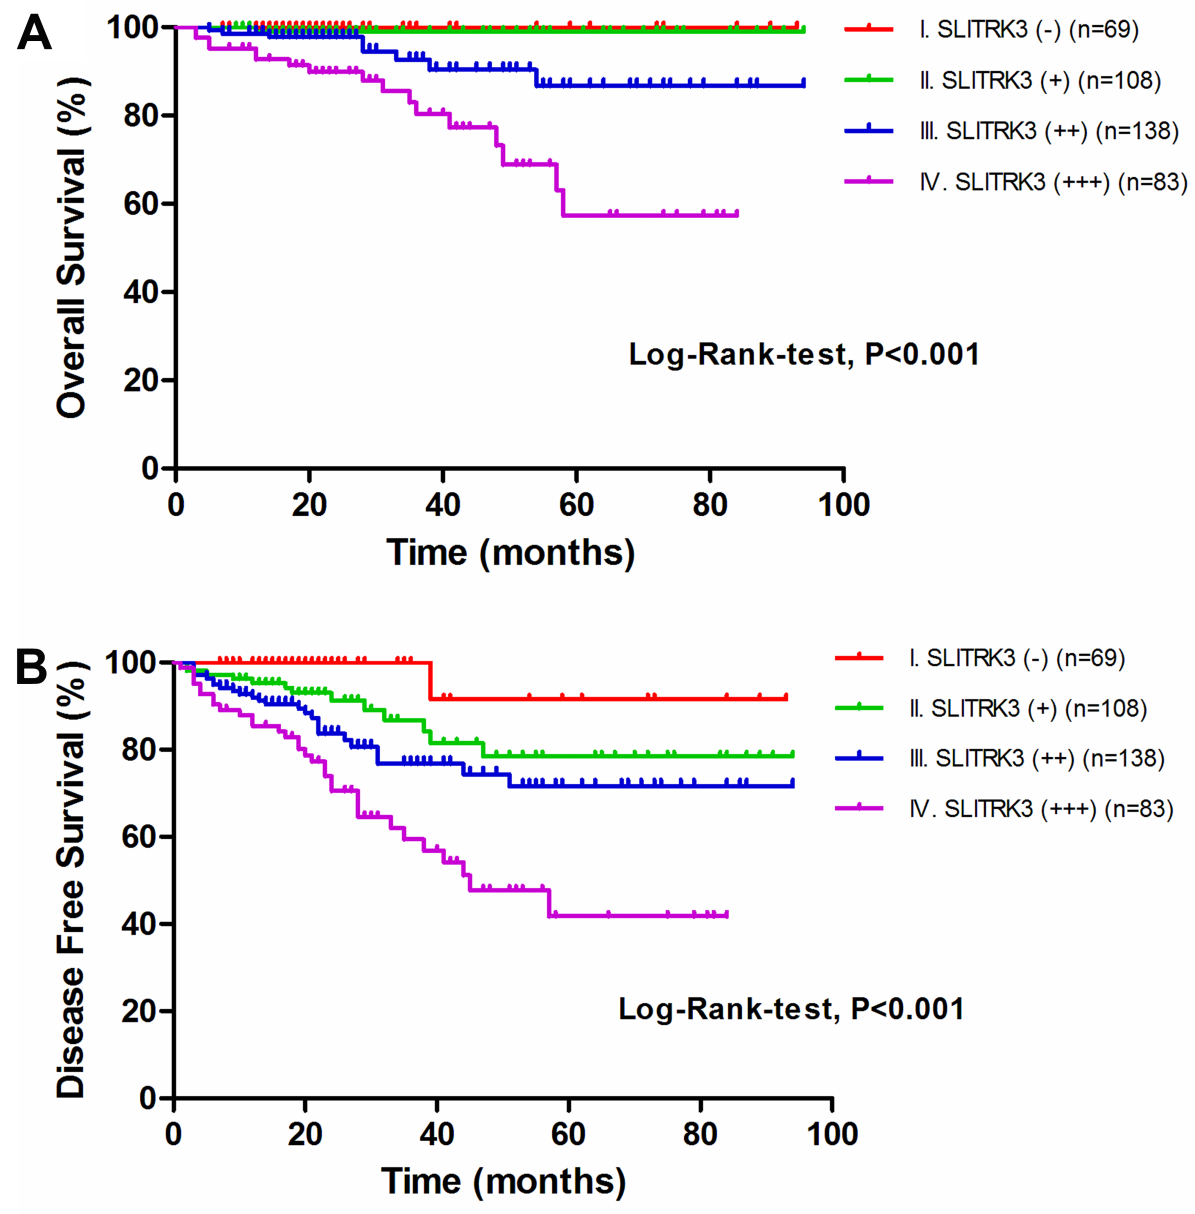 A
Overall Survival (%)
100
80
60
40
20
0
0 20 40 60 80 100
Time (months)
I. SLITRK3 (-) (n=69)
II. SLITRK3 (+) (n=108)
III. SLITRK3 (++) (n=138)
IV. SLITRK3 (+++) (n=83)
Log-Rank-test, P<0.001
B
Disease Free Survival (%)
100
80
60
40
20
0
0 20 40 60 80 100
Time (months)
I. SLITRK3 (-) (n=69)
II. SLITRK3 (+) (n=108)
III. SLITRK3 (++) (n=138)
IV. SLITRK3 (+++) (n=83)
Log-Rank-test, P<0.001